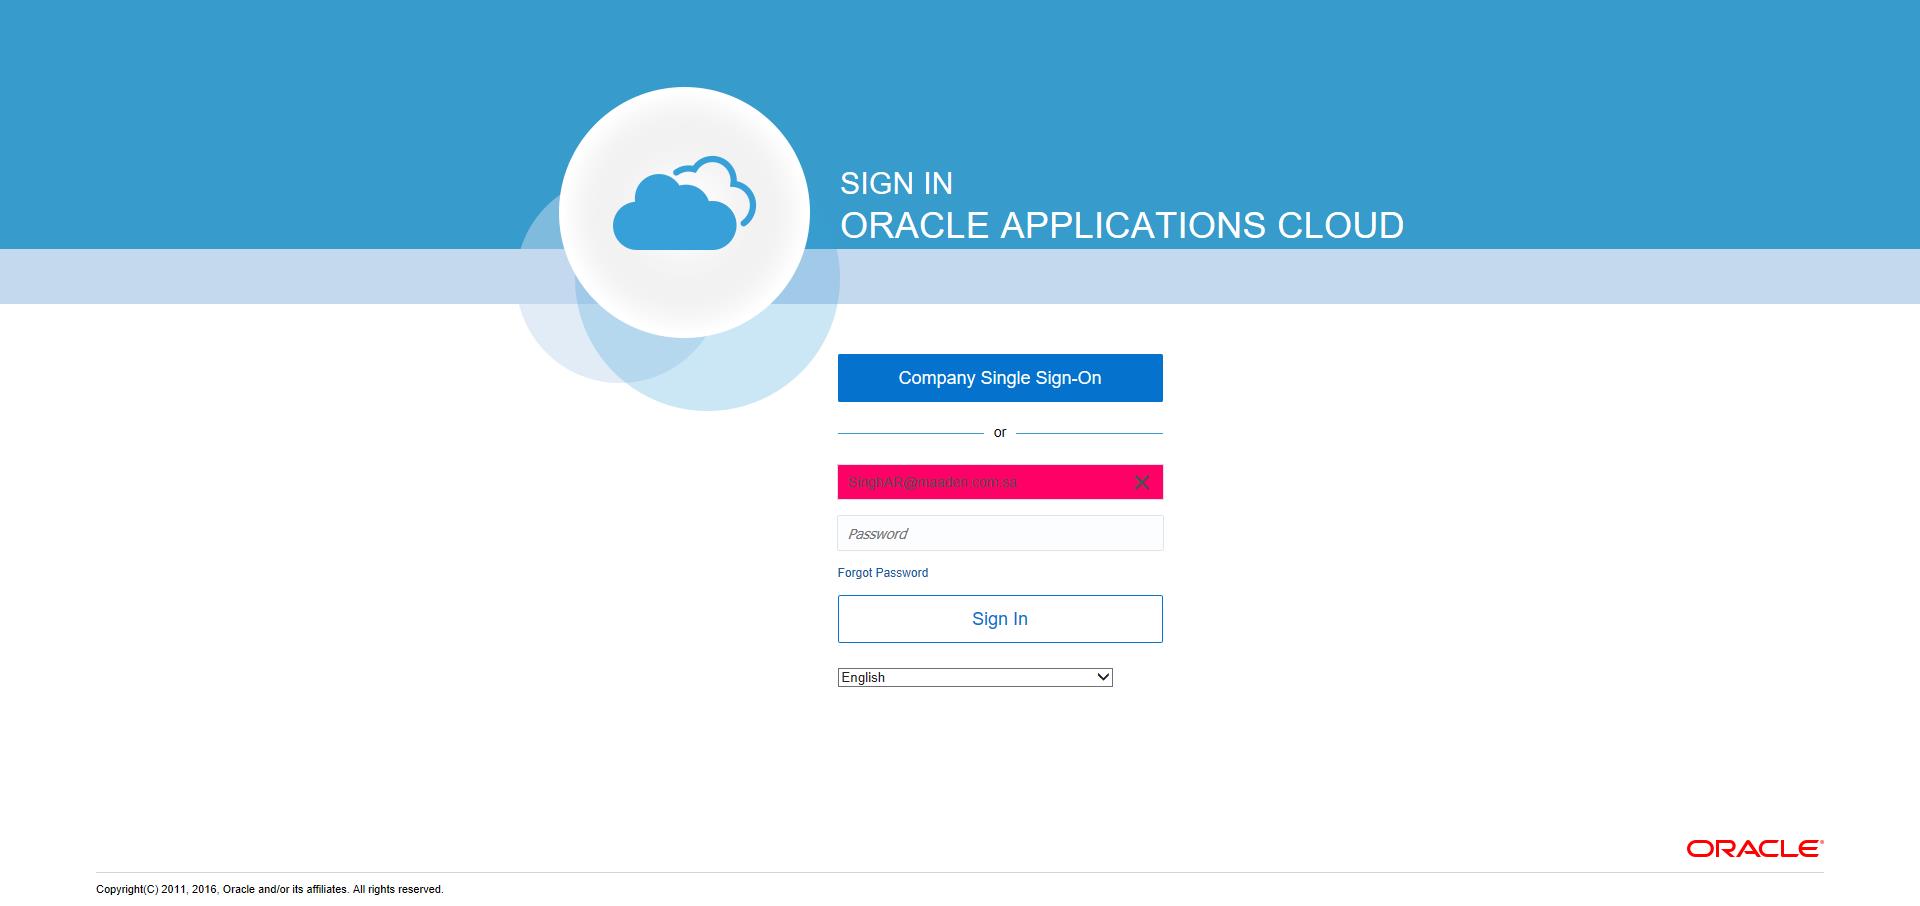 SIGN IN
ORACLE APPLICATIONS CLOUD
Company Single Sign-On
or
SinghAR@maaden.com.sa
Password
Forgot Password
Sign In
English
ORACLE®
Copyright(C) 2011, 2016, Oracle and/or its affiliates. All rights reserved.